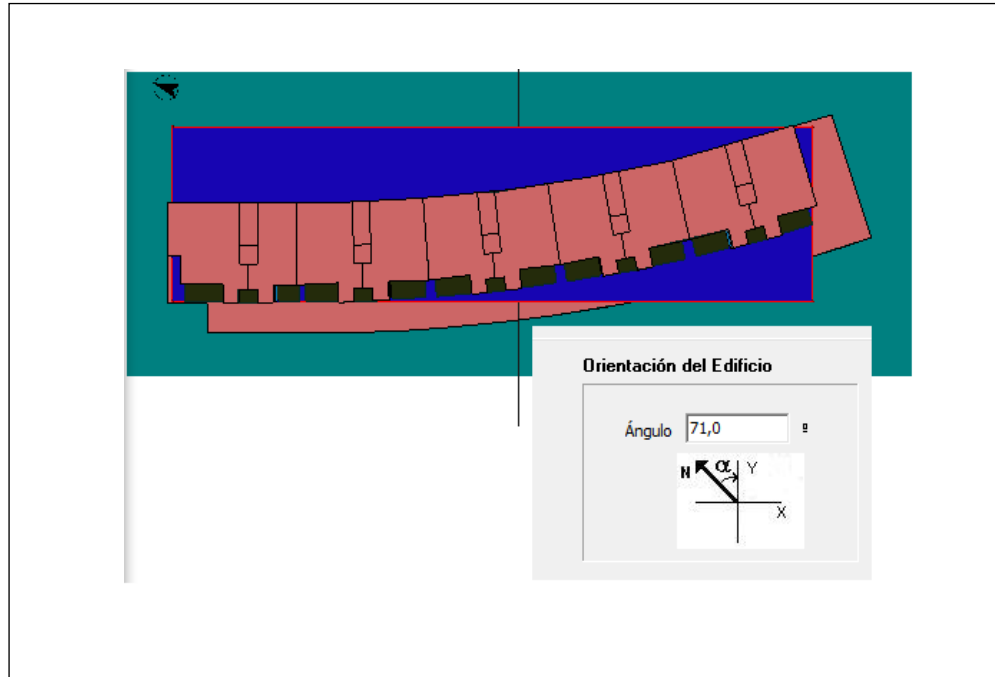 Orientación del Edificio
Ángulo 71,0 º
N α Y
X